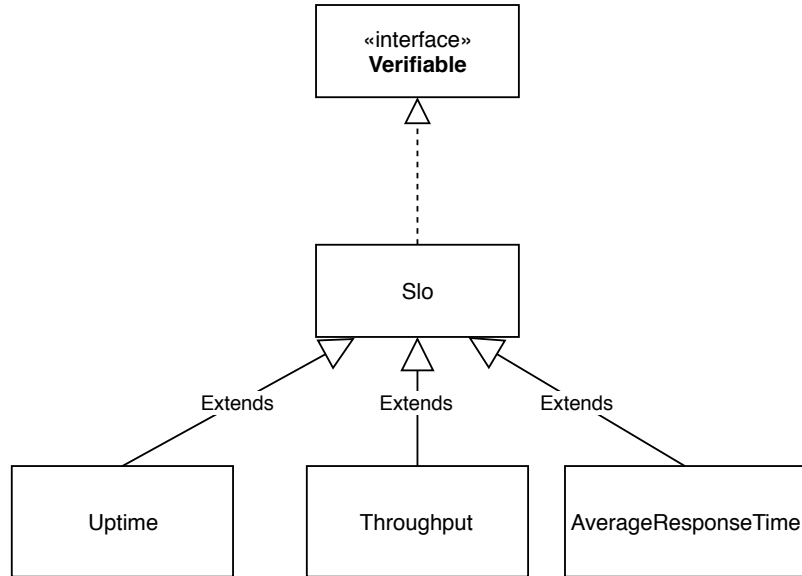 «interface»
Verifiable
Slo
Extends
Extends
Extends
Uptime
Throughput
AverageResponseTime